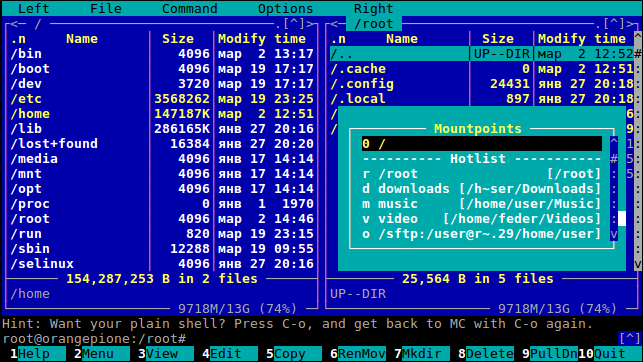 Left File Command Options Right
<─ / .[^]> <─ /root .[^]>
.n Name Size Modify time .n Name Size Modify time
/bin 4096 мар 2 13:17 /.. UP--DIR мар 2 12:52
/boot 4096 мар 19 17:17 /.cache 0 мар 2 12:51
/dev 3720 мар 19 17:17 /.config 24431 янв 27 20:18
/etc 3568262 мар 19 23:25 /.local 897 янв 27 20:18
/home 147187K мар 2 12:51
/lib 286165K янв 27 20:16 Mountpoints
/lost+found 16384 янв 27 20:20 0 /
/media 4096 янв 17 14:14 ---------- Hotlist -----------
/mnt 4096 янв 17 14:14 r /root [/root]
/opt 4096 янв 17 14:14 d downloads [/h~ser/Downloads]
/proc 0 янв 1 1970 m music [/home/user/Music]
/root 4096 мар 2 14:46 v video [/home/feder/Videos]
/run 820 мар 19 23:15 o /sftp:/user@r~.29/home/user]
/sbin 12288 мар 19 09:55
/selinux 4096 янв 27 20:16
154,287,253 B in 2 files 25,564 B in 5 files
/home UP--DIR
9718M/13G (74%) 9718M/13G (74%)
Hint: Want your plain shell? Press C-o, and get back to MC with C-o again.
root@orangepione:/root# [^]
1Help 2Menu 3View 4Edit 5Copy 6RenMov 7Mkdir 8Delete 9PullDn 10Quit